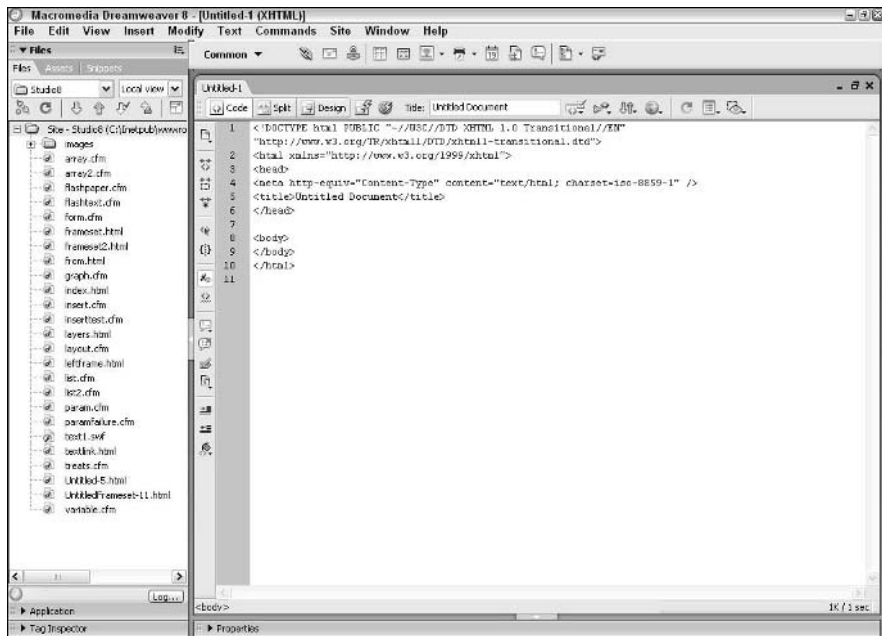 Macromedia Dreamweaver 8 - [Untitled-1 (XHTML)]
File Edit View Insert Modify Text Commands Site Window Help
Files
Common
Files Assets Snippets
Studio8 Local view
Untitled-1
Code Split Design Title: Untitled Document
Site - Studio8 (C:\Inetpub\wwwro
images
array.cfm
array2.cfm
flashpaper.cfm
flashtext.cfm
form.cfm
frameset.html
frameset2.html
from.html
graph.cfm
index.html
insert.cfm
inserttest.cfm
layers.html
layout.cfm
leftframe.html
list.cfm
list2.cfm
param.cfm
paramfailure.cfm
text1.swf
textlink.html
treats.cfm
Untitled-5.html
UntitledFrameset-11.html
variable.cfm
1 <!DOCTYPE html PUBLIC "-//W3C//DTD XHTML 1.0 Transitional//EN"
"http://www.w3.org/TR/xhtml1/DTD/xhtml1-transitional.dtd">
2 <html xmlns="http://www.w3.org/1999/xhtml">
3 <head>
4 <meta http-equiv="Content-Type" content="text/html; charset=iso-8859-1" />
5 <title>Untitled Document</title>
6 </head>
7
8 <body>
9 </body>
10 </html>
11
Log...
<body> 1K / 1 sec
Application
Tag Inspector
Properties